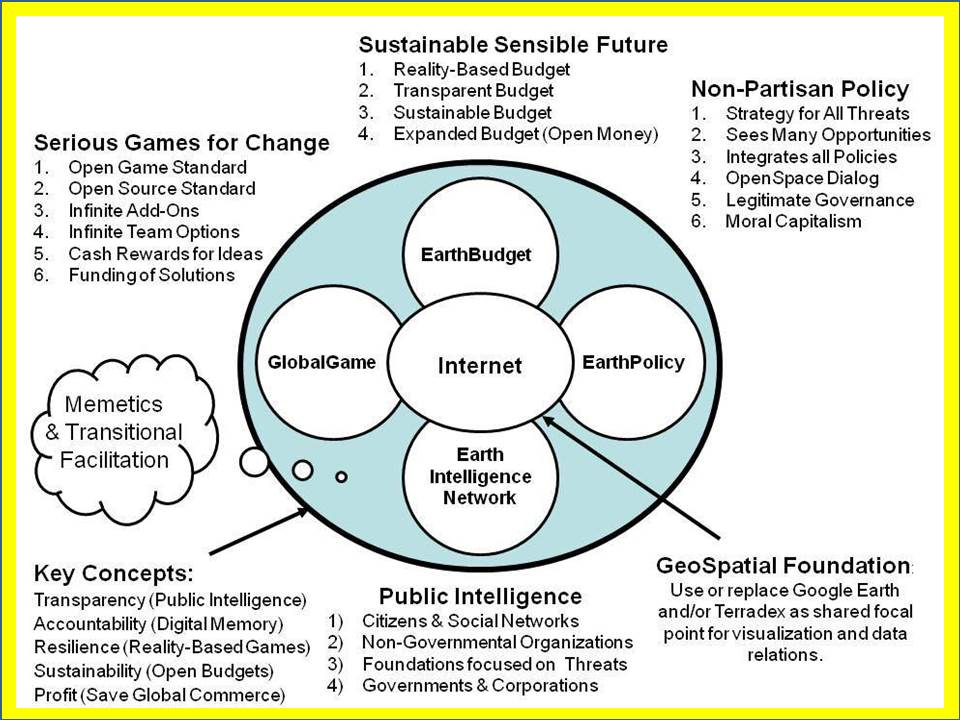 Sustainable Sensible Future
1. Reality-Based Budget
2. Transparent Budget
3. Sustainable Budget
4. Expanded Budget (Open Money)
Non-Partisan Policy
1. Strategy for All Threats
2. Sees Many Opportunities
3. Integrates all Policies
4. OpenSpace Dialog
5. Legitimate Governance
6. Moral Capitalism
Serious Games for Change
1. Open Game Standard
2. Open Source Standard
3. Infinite Add-Ons
4. Infinite Team Options
5. Cash Rewards for Ideas
6. Funding of Solutions
EarthBudget
GlobalGame
Internet
EarthPolicy
Earth
Intelligence
Network
Memetics
& Transitional
Facilitation
Key Concepts:
Transparency (Public Intelligence)
Accountability (Digital Memory)
Resilience (Reality-Based Games)
Sustainability (Open Budgets)
Profit (Save Global Commerce)
Public Intelligence
1) Citizens & Social Networks
2) Non-Governmental Organizations
3) Foundations focused on Threats
4) Governments & Corporations
GeoSpatial Foundation:
Use or replace Google Earth
and/or Terradex as shared focal
point for visualization and data
relations.